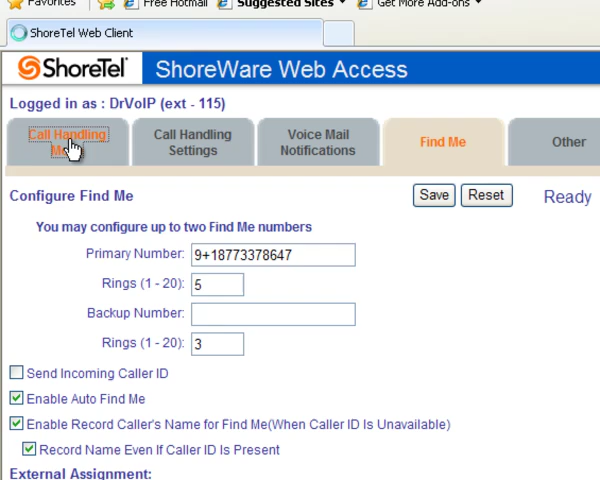 Favorites Free Hotmail Suggested Sites Get More Add-ons
ShoreTel Web Client
ShoreTel ShoreWare Web Access
Logged in as : DrVoIP (ext - 115)
Call Handling
Call Handling
Settings
Voice Mail
Notifications
Find Me
Other
Configure Find Me
Save
Reset
Ready
You may configure up to two Find Me numbers
Primary Number: 9+18773378647
Rings (1 - 20): 5
Backup Number:
Rings (1 - 20): 3
Send Incoming Caller ID
Enable Auto Find Me
Enable Record Caller's Name for Find Me(When Caller ID Is Unavailable)
Record Name Even If Caller ID Is Present
External Assignment: